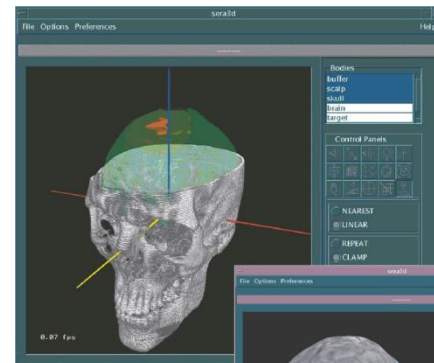 sera3d
File Options Preferences Help
Bodies
buffer
scalp
skull
brain
target
Control Panels
NEAREST
LINEAR
REPEAT
CLAMP
0.07 fps
sera3d
File Options Preferences